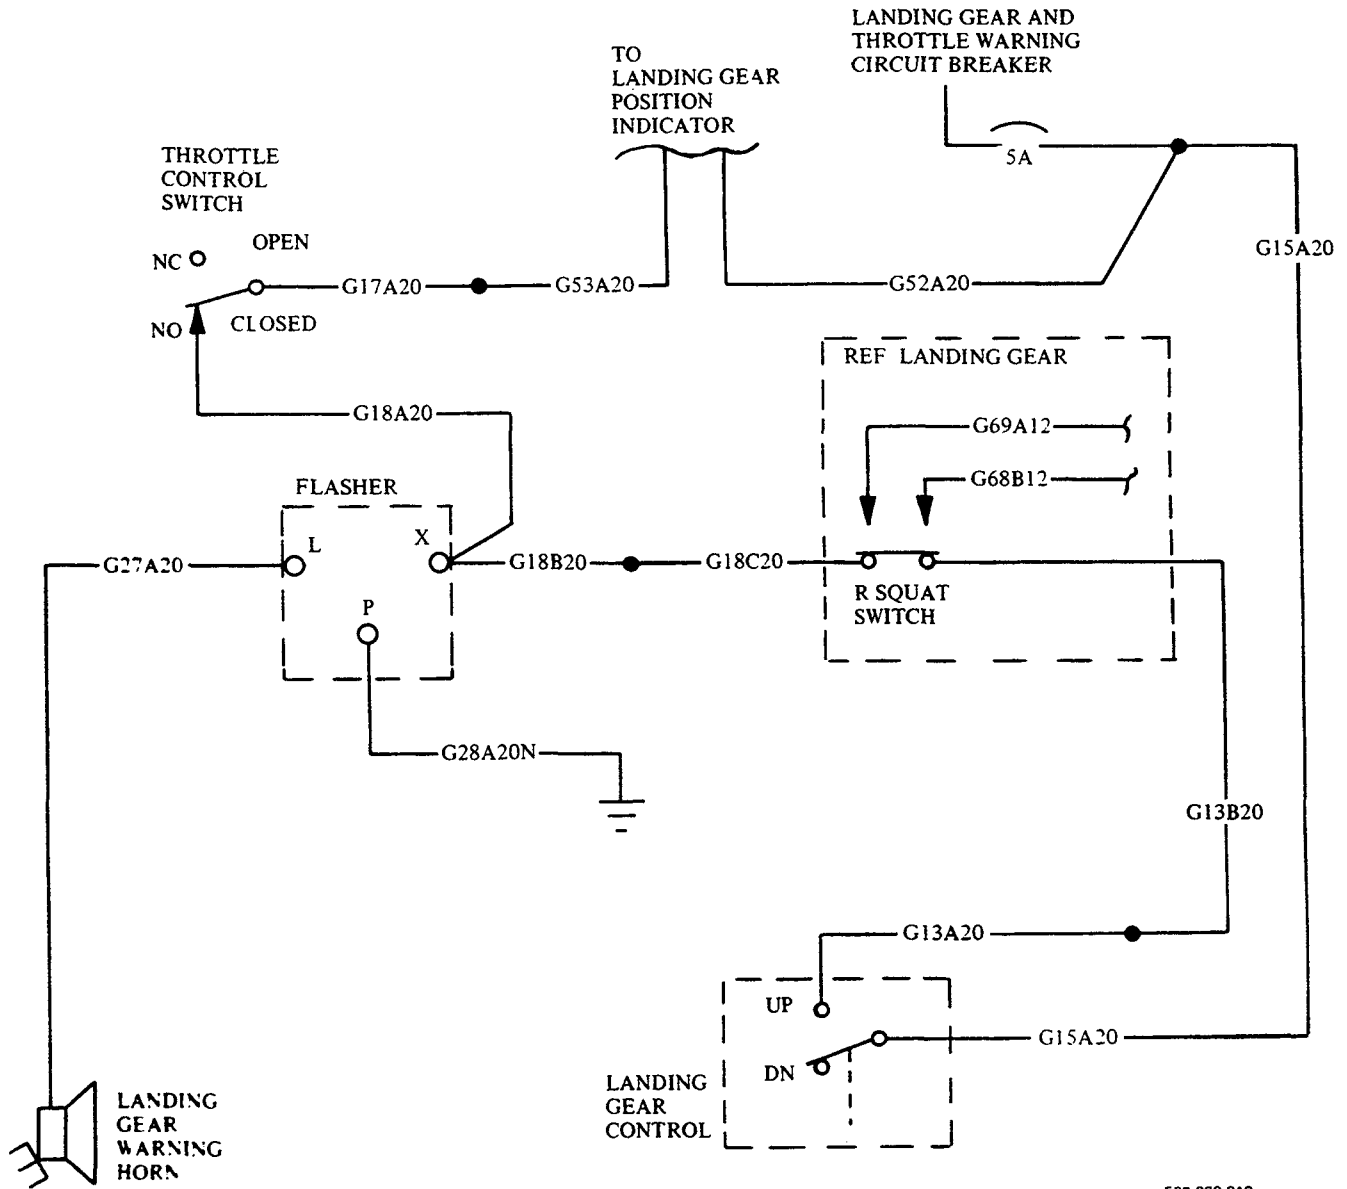 LANDING GEAR AND
THROTTLE WARNING
CIRCUIT BREAKER
TO
LANDING GEAR
POSITION
INDICATOR
5A
THROTTLE
CONTROL
SWITCH
OPEN
NC
G15A20
G17A20
G53A20
G52A20
NO
CLOSED
REF LANDING GEAR
G18A20
G69A12
G68B12
FLASHER
L
X
G27A20
G18B20
G18C20
R SQUAT
SWITCH
P
G28A20N
G13B20
G13A20
UP
G15A20
DN
LANDING
GEAR
CONTROL
LANDING
GEAR
WARNING
HORN